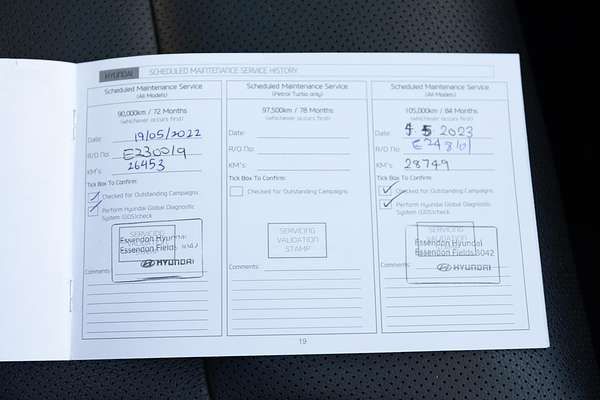 HYUNDAI SCHEDULED MAINTENANCE SERVICE HISTORY
Scheduled Maintenance Service
(All Models)
90,000km / 72 Months
(whichever occurs first)
Date: 19/05/2022
R/O No: E230019
KM's: 26453
Tick Box To Confirm:
Checked for Outstanding Campaigns
Perform Hyundai Global Diagnostic
System (GDS)check
SERVICING
Essendon Hyundai
Essendon Fields 3042
HYUNDAI
Comments:
Scheduled Maintenance Service
(Petrol Turbo only)
97,500km / 78 Months
(whichever occurs first)
Date:
R/O No:
KM's:
Tick Box To Confirm:
Checked for Outstanding Campaigns
SERVICING
VALIDATION
STAMP
Comments:
Scheduled Maintenance Service
(All Models)
105,000km / 84 Months
(whichever occurs first)
Date: 5 2023
R/O No:
KM's: 28749
Tick Box To Confirm:
Checked for Outstanding Campaigns
Perform Hyundai Global Diagnostic
System (GDS)check
SERVICING
VALIDATION
Essendon Hyundai
Essendon Fields 3042
HYUNDAI
Comments:
19